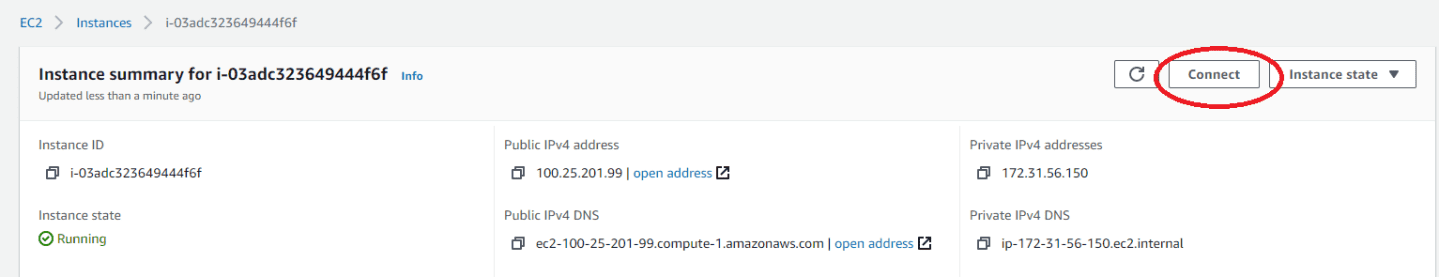 EC2 > Instances > i-03adc323649444f6f
Instance summary for i-03adc323649444f6f Info
Updated less than a minute ago
Connect
Instance state
Instance ID
i-03adc323649444f6f
Public IPv4 address
100.25.201.99 | open address
Private IPv4 addresses
172.31.56.150
Instance state
Running
Public IPv4 DNS
ec2-100-25-201-99.compute-1.amazonaws.com | open address
Private IPv4 DNS
ip-172-31-56-150.ec2.internal